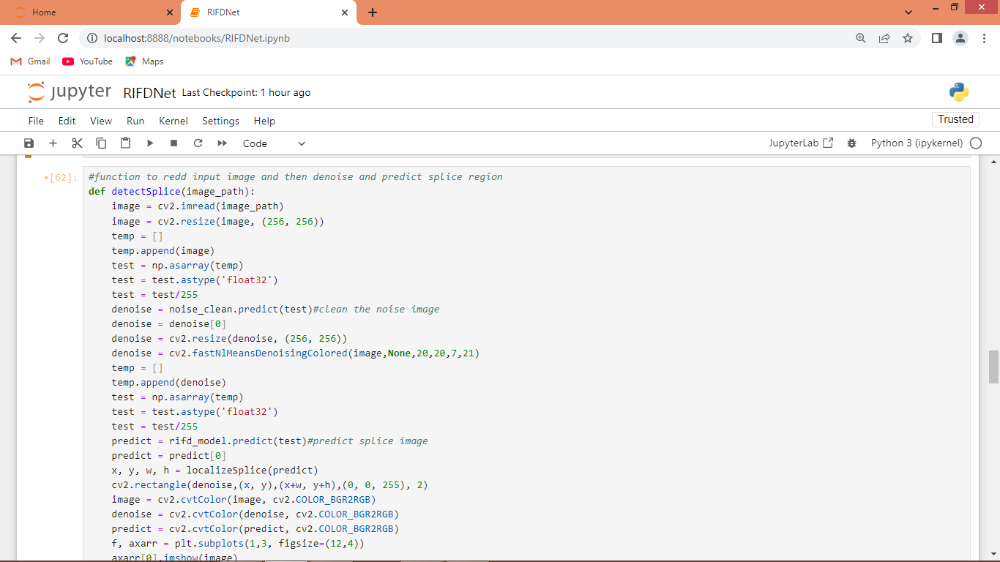 Home
RIFDNet
localhost:8888/notebooks/RIFDNet.ipynb
Gmail YouTube Maps
jupyter RIFDNet Last Checkpoint: 1 hour ago
File Edit View Run Kernel Settings Help Trusted
Code JupyterLab Python 3 (ipykernel)
[62]: #function to redd input image and then denoise and predict splice region
def detectSplice(image_path):
    image = cv2.imread(image_path)
    image = cv2.resize(image, (256, 256))
    temp = []
    temp.append(image)
    test = np.asarray(temp)
    test = test.astype('float32')
    test = test/255
    denoise = noise_clean.predict(test)#clean the noise image
    denoise = denoise[0]
    denoise = cv2.resize(denoise, (256, 256))
    denoise = cv2.fastNlMeansDenoisingColored(image,None,20,20,7,21)
    temp = []
    temp.append(denoise)
    test = np.asarray(temp)
    test = test.astype('float32')
    test = test/255
    predict = rifd_model.predict(test)#predict splice image
    predict = predict[0]
    x, y, w, h = localizeSplice(predict)
    cv2.rectangle(denoise,(x, y),(x+w, y+h),(0, 0, 255), 2)
    image = cv2.cvtColor(image, cv2.COLOR_BGR2RGB)
    denoise = cv2.cvtColor(denoise, cv2.COLOR_BGR2RGB)
    predict = cv2.cvtColor(predict, cv2.COLOR_BGR2RGB)
    f, axarr = plt.subplots(1,3, figsize=(12,4))
    axarr[0].imshow(image)